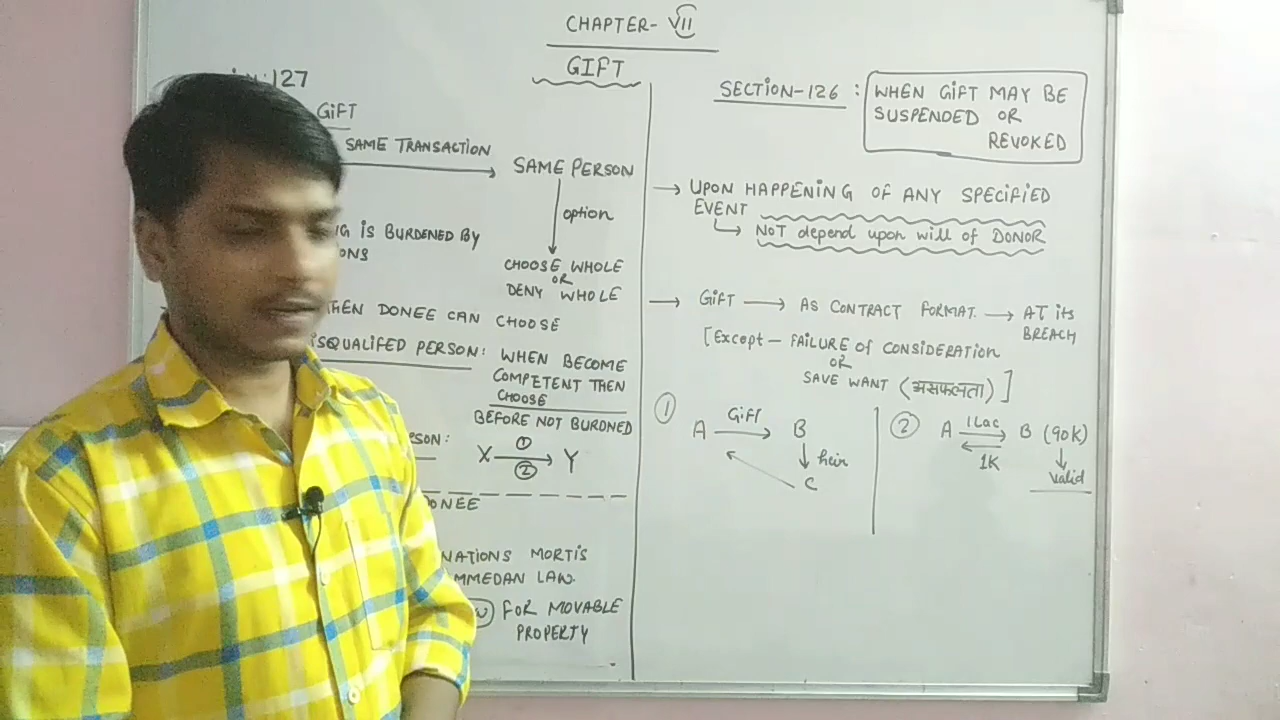 CHAPTER- VII
GIFT
:127
GIFT
SAME TRANSACTION
SAME PERSON
option
IS BURDENED BY
CHOOSE WHOLE
OR
DENY WHOLE
THEN DONEE CAN CHOOSE
ISQUALIFED PERSON: WHEN BECOME
COMPETENT THEN
CHOOSE
BEFORE NOT BURDNED
RSON:
X ① ② Y
DONEE
NATIONS MORTIS
MMEDAN LAW.
FOR MOVABLE
PROPERTY
SECTION-126 : WHEN GIFT MAY BE
SUSPENDED OR
REVOKED
→ UPON HAPPENING OF ANY SPECIFIED
EVENT
NOT depend upon will of DONOR
→ GIFT → AS CONTRACT FORMAT. → AT its
BREACH
[Except - FAILURE OF CONSIDERATION
OR
SAVE WANT (असफलता)]
① A Gift → B
↓ heir
C
② A 1Lac → B (90K)
← 1K ↓
Valid